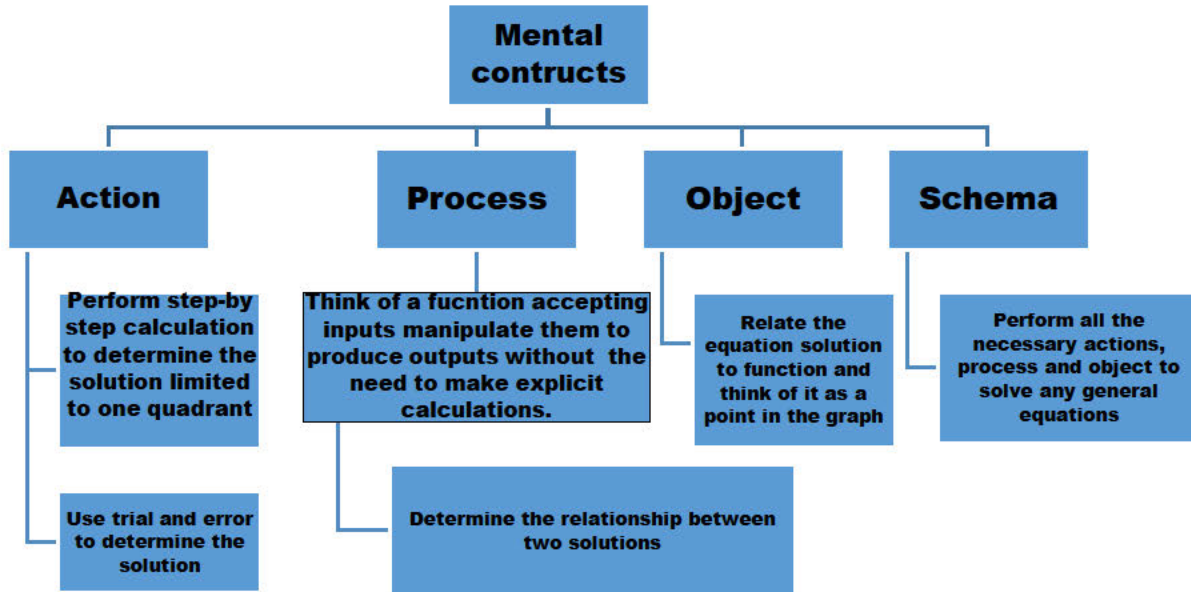 Mental
contructs
Action
Process
Object
Schema
Perform step-by
step calculation
to determine the
solution limited
to one quadrant
Use trial and error
to determine the
solution
Think of a fucntion accepting
inputs manipulate them to
produce outputs without the
need to make explicit
calculations.
Determine the relationship between
two solutions
Relate the
equation solution
to function and
think of it as a
point in the graph
Perform all the
necessary actions,
process and object to
solve any general
equations